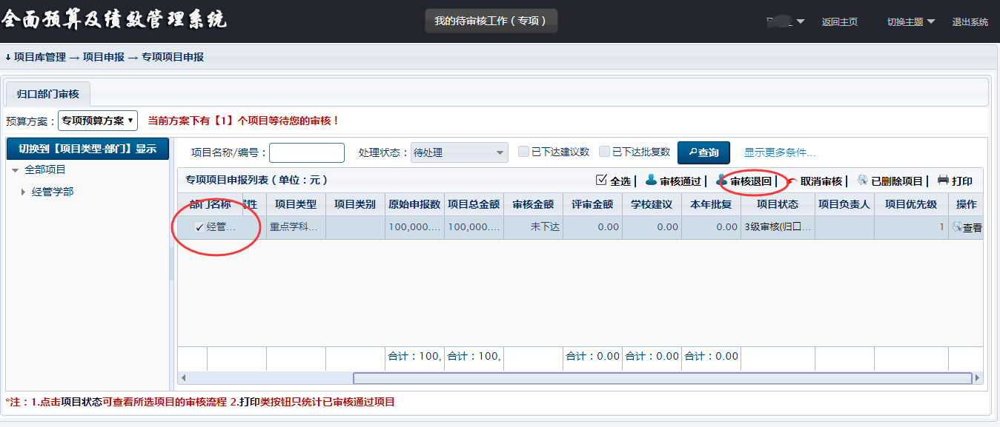 全面预算及绩效管理系统
我的待审核工作（专项）
返回主页 切换主题 退出系统
项目库管理 → 项目申报 → 专项项目申报
归口部门审核
预算方案： 专项预算方案 当前方案下有【1】个项目等待您的审核！
切换到【项目类型-部门】显示
全部项目
经管学部
项目名称/编号： 处理状态： 待处理 已下达建议数 已下达批复数 查询 显示更多条件...
专项项目申报列表（单位：元） 全选 审核通过 审核退回 取消审核 已删除项目 打印
部门名称 性 项目类型 项目类别 原始申报数 项目总金额 审核金额 评审金额 学校建议 本年批复 项目状态 项目负责人 项目优先级 操作
经管... 重点学科... 100,000.... 100,000.... 未下达 0.00 0.00 0.00 3级审核(归口... 1 查看
合计：100, 合计：100, 合计：0.00 合计：0.00 合计：0.00
*注：1.点击项目状态可查看所选项目的审核流程 2.打印类按钮只统计已审核通过项目